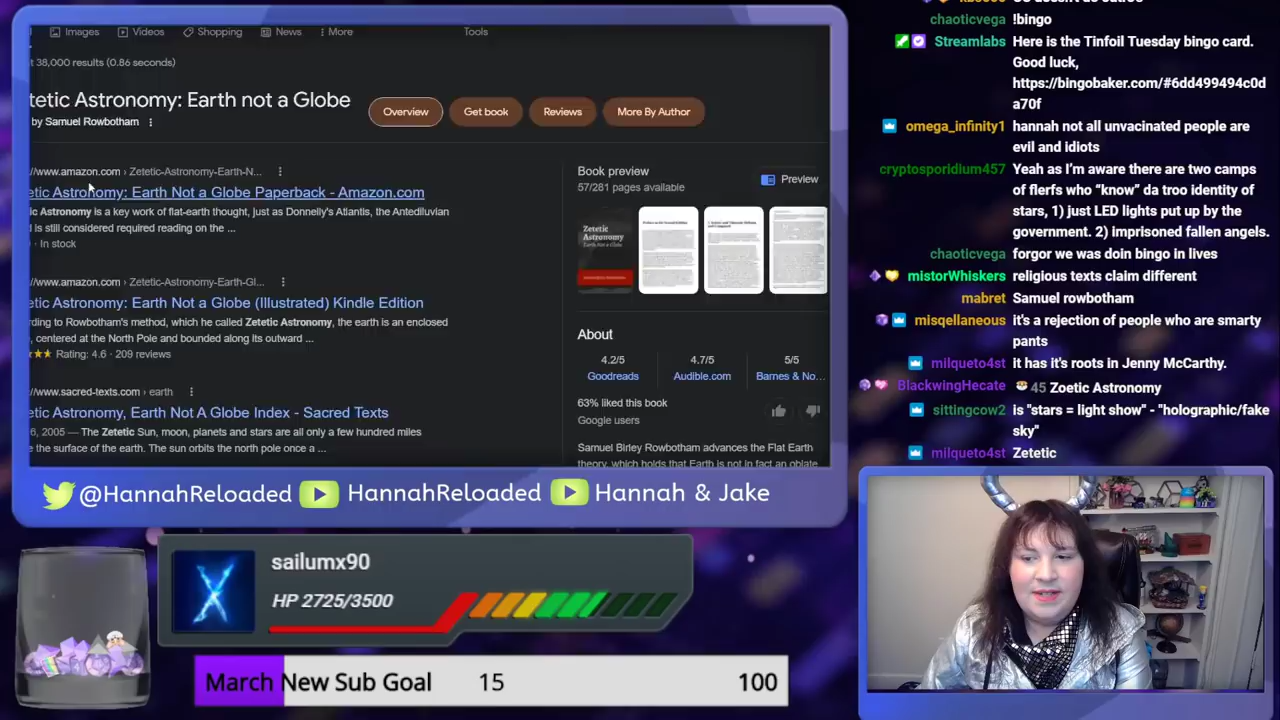 Images
Videos
Shopping
News
More
Tools
t 38,000 results (0.86 seconds)
tetic Astronomy: Earth not a Globe
by Samuel Rowbotham
Overview
Get book
Reviews
More By Author
//www.amazon.com › Zetetic-Astronomy-Earth-N...
etic Astronomy: Earth Not a Globe Paperback - Amazon.com
ic Astronomy is a key work of flat-earth thought, just as Donnelly's Atlantis, the Antediluvian
d is still considered required reading on the ...
· In stock
//www.amazon.com › Zetetic-Astronomy-Earth-Gl...
etic Astronomy: Earth Not a Globe (Illustrated) Kindle Edition
rding to Rowbotham's method, which he called Zetetic Astronomy, the earth is an enclosed
, centered at the North Pole and bounded along Its outward ...
Rating: 4.6 · 209 reviews
//www.sacred-texts.com › earth
etic Astronomy, Earth Not A Globe Index - Sacred Texts
6, 2005 — The Zetetic Sun, moon, planets and stars are all only a few hundred miles
e the surface of the earth. The sun orbits the north pole once a ...
Book preview
57/281 pages available
Preview
Zetetic
Astronomy
About
4.2/5
Goodreads
4.7/5
Audible.com
5/5
Barnes & No...
63% liked this book
Google users
Samuel Birley Rowbotham advances the Flat Earth
theory, which holds that Earth is not in fact an oblate
@HannahReloaded
HannahReloaded
Hannah & Jake
sailumx90
HP 2725/3500
March New Sub Goal 15 100
chaoticvega !bingo
Streamlabs Here is the Tinfoil Tuesday bingo card.
Good luck,
https://bingobaker.com/#6dd499494c0d
a70f
omega_infinity1 hannah not all unvacinated people are
evil and idiots
cryptosporidium457 Yeah as I'm aware there are two camps
of flerfs who “know” da troo identity of
stars, 1) just LED lights put up by the
government. 2) imprisoned fallen angels.
chaoticvega forgor we was doin bingo in lives
mistorWhiskers religious texts claim different
mabret Samuel rowbotham
misqellaneous it's a rejection of people who are smarty
pants
milqueto4st it has it's roots in Jenny McCarthy.
BlackwingHecate 45 Zoetic Astronomy
sittingcow2 is "stars = light show" - "holographic/fake
sky"
milqueto4st Zetetic